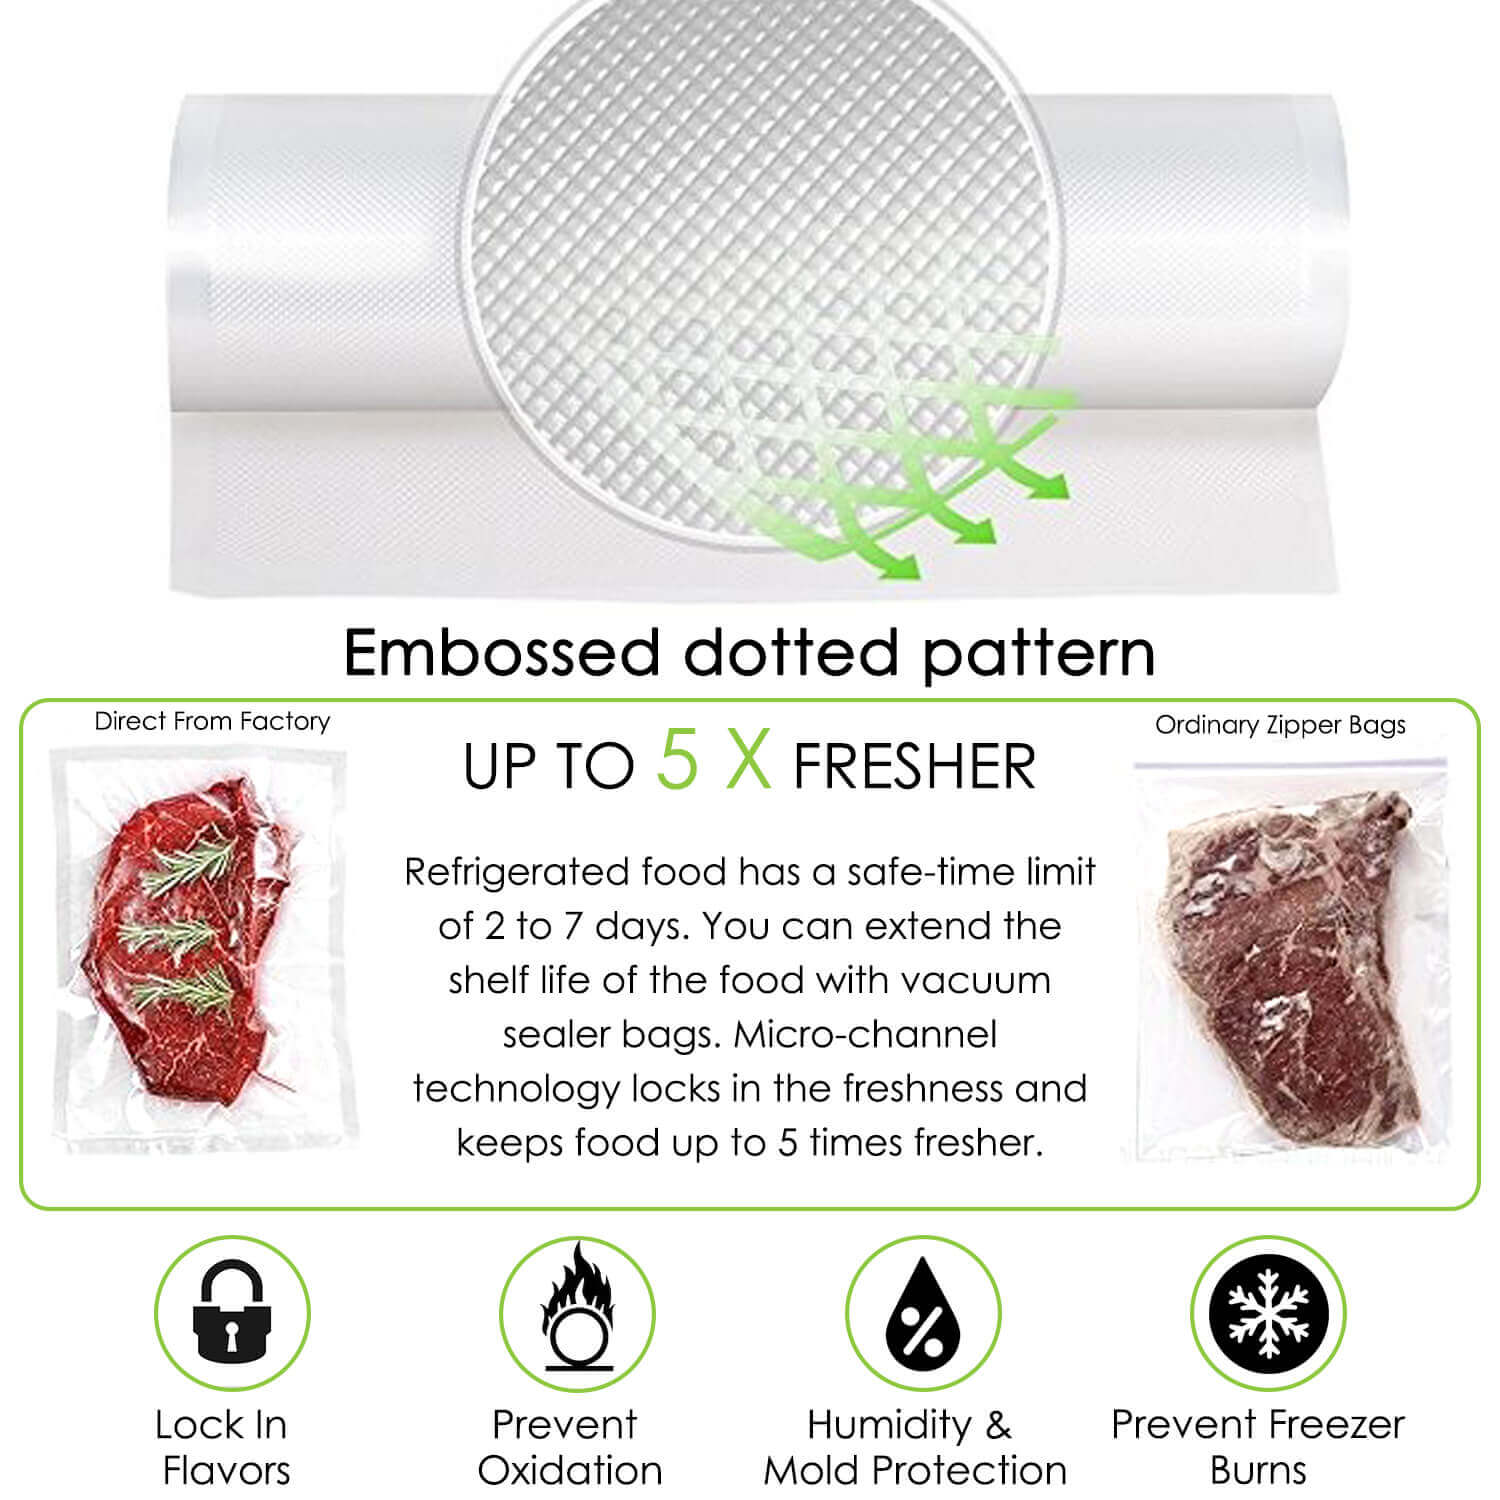 Embossed dotted pattern
Direct From Factory
UP TO 5 X FRESHER
Ordinary Zipper Bags
Refrigerated food has a safe-time limit
of 2 to 7 days. You can extend the
shelf life of the food with vacuum
sealer bags. Micro-channel
technology locks in the freshness and
keeps food up to 5 times fresher.
%
Lock In
Flavors
Prevent
Oxidation
Humidity &
Mold Protection
Prevent Freezer
Burns